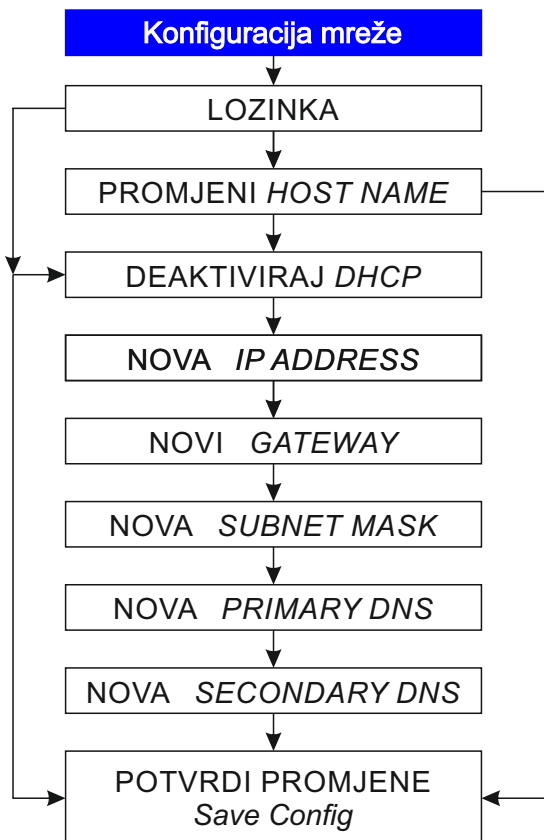 Konfiguracija mreže
LOZINKA
PROMJENI HOST NAME
DEAKTIVIRAJ DHCP
NOVA IP ADDRESS
NOVI GATEWAY
NOVA SUBNET MASK
NOVA PRIMARY DNS
NOVA SECONDARY DNS
POTVRDI PROMJENE
Save Config